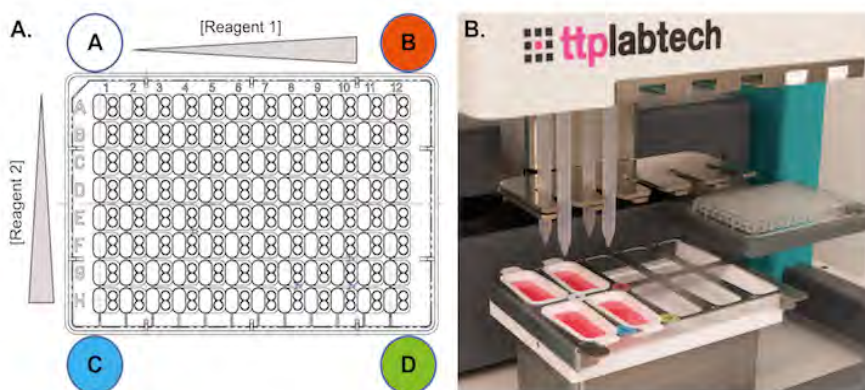 A.
A
[Reagent 1]
B
[Reagent 2]
1 2 3 4 5 6 7 8 9 10 11 12
A
B
C
D
E
F
G
H
C
D
B.
ttplabtech